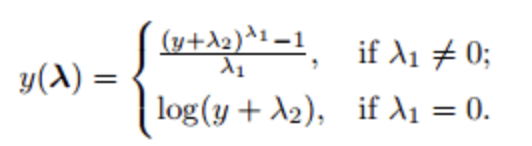 y(λ) = { ((y+λ₂)^λ₁ −1)/λ₁, if λ₁ ≠ 0;
log(y + λ₂), if λ₁ = 0.